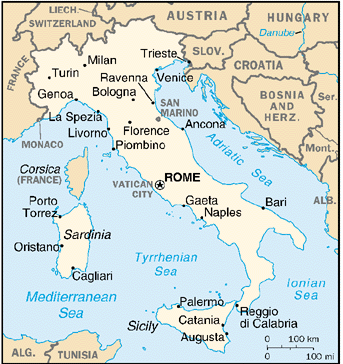 LIECH.
SWITZERLAND
AUSTRIA
HUNGARY
Danube
FRANCE
Milan
Trieste
SLOV.
Turin
Venice
CROATIA
Ravenna
Genoa
Bologna
SAN
MARINO
BOSNIA
AND
HERZ.
Ser.
La Spezia
Florence
Livorno
Ancona
MONACO
Piombino
Mont.
Adriatic Sea
Corsica
(FRANCE)
VATICAN
CITY
ROME
ALB.
Porto
Torrez
Gaeta
Naples
Bari
Sardinia
Oristano
Tyrrhenian
Sea
Cagliari
Ionian
Sea
Mediterranean
Sea
Palermo
Reggio
di Calabria
Sicily
Catania
Augusta
ALG.
TUNISIA
0
100 km
0
100 mi